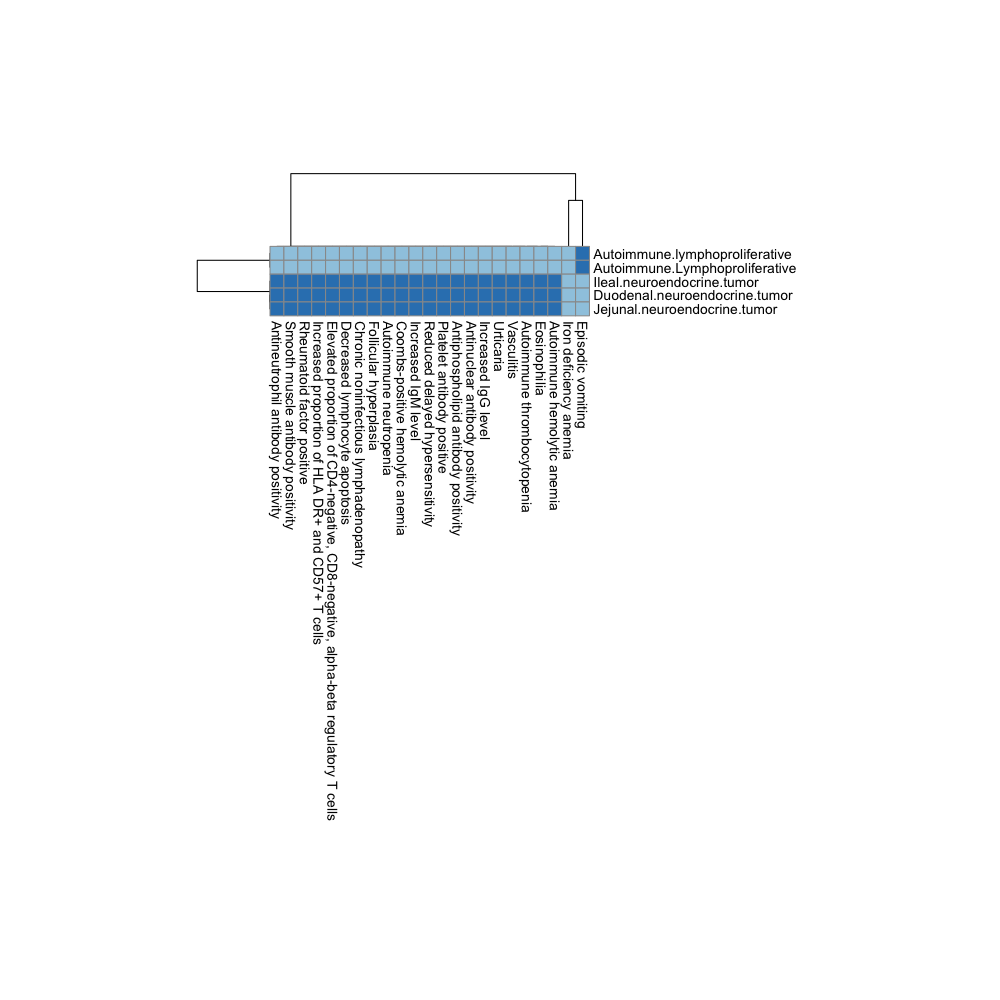 Autoimmune.lymphoproliferative
Autoimmune.Lymphoproliferative
Ileal.neuroendocrine.tumor
Duodenal.neuroendocrine.tumor
Jejunal.neuroendocrine.tumor
Antineutrophil antibody positivity
Smooth muscle antibody positivity
Rheumatoid factor positive
Increased proportion of HLA DR+ and CD57+ T cells
Elevated proportion of CD4-negative, CD8-negative, alpha-beta regulatory T cells
Decreased lymphocyte apoptosis
Chronic noninfectious lymphadenopathy
Follicular hyperplasia
Autoimmune neutropenia
Coombs-positive hemolytic anemia
Increased IgM level
Reduced delayed hypersensitivity
Platelet antibody positive
Antiphospholipid antibody positivity
Antinuclear antibody positivity
Increased IgG level
Urticaria
Vasculitis
Autoimmune thrombocytopenia
Eosinophilia
Autoimmune hemolytic anemia
Iron deficiency anemia
Episodic vomiting